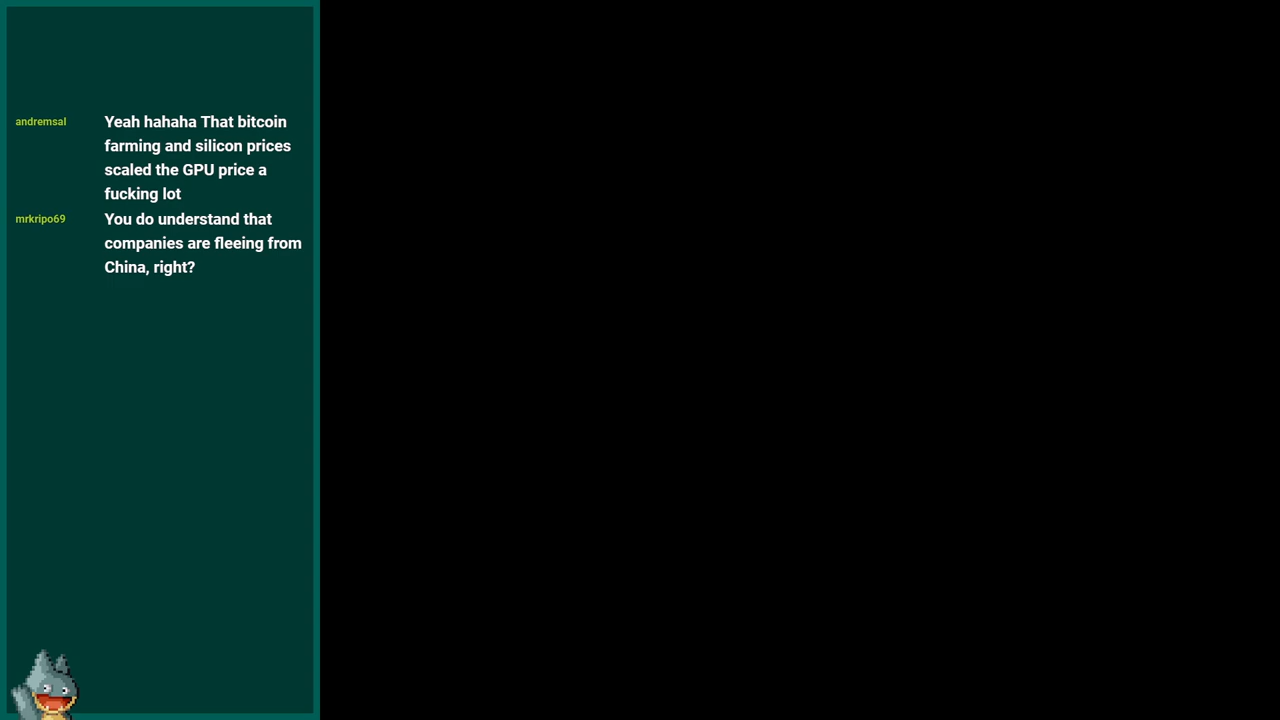 andremsal Yeah hahaha That bitcoin
farming and silicon prices
scaled the GPU price a
fucking lot
mrkripo69 You do understand that
companies are fleeing from
China, right?